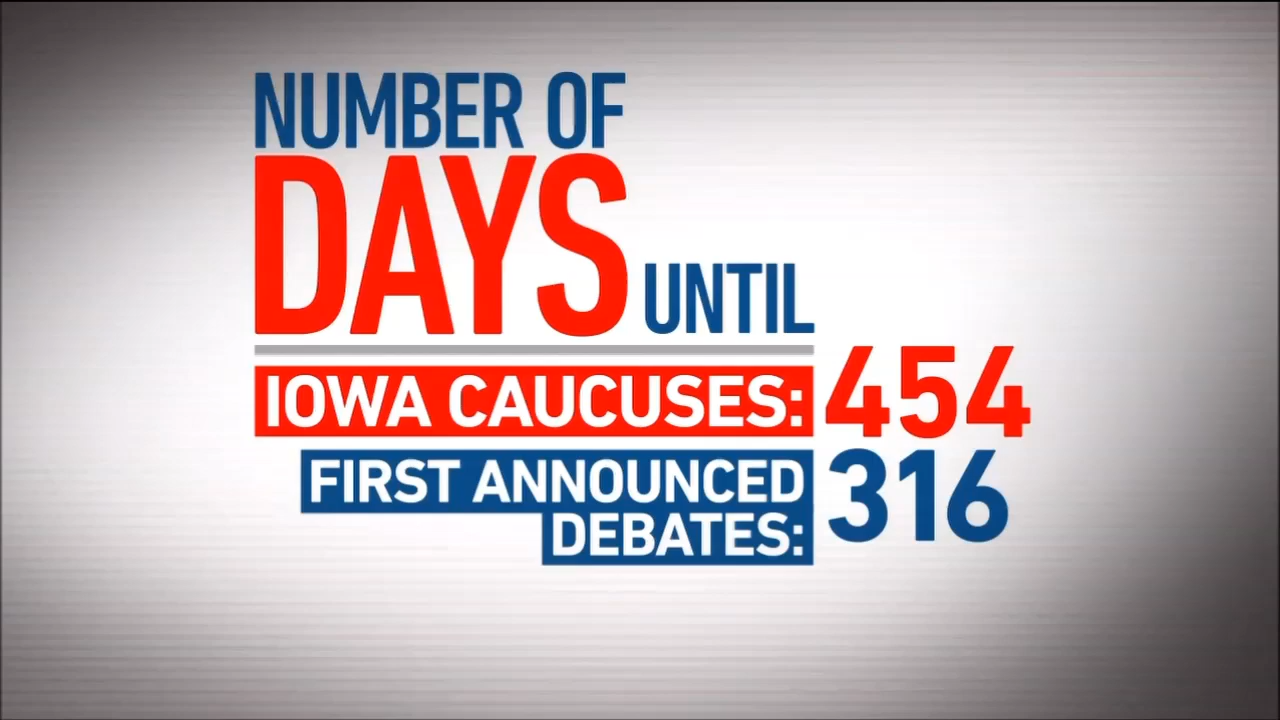 NUMBER OF
DAYS UNTIL
IOWA CAUCUSES: 454
FIRST ANNOUNCED
DEBATES: 316